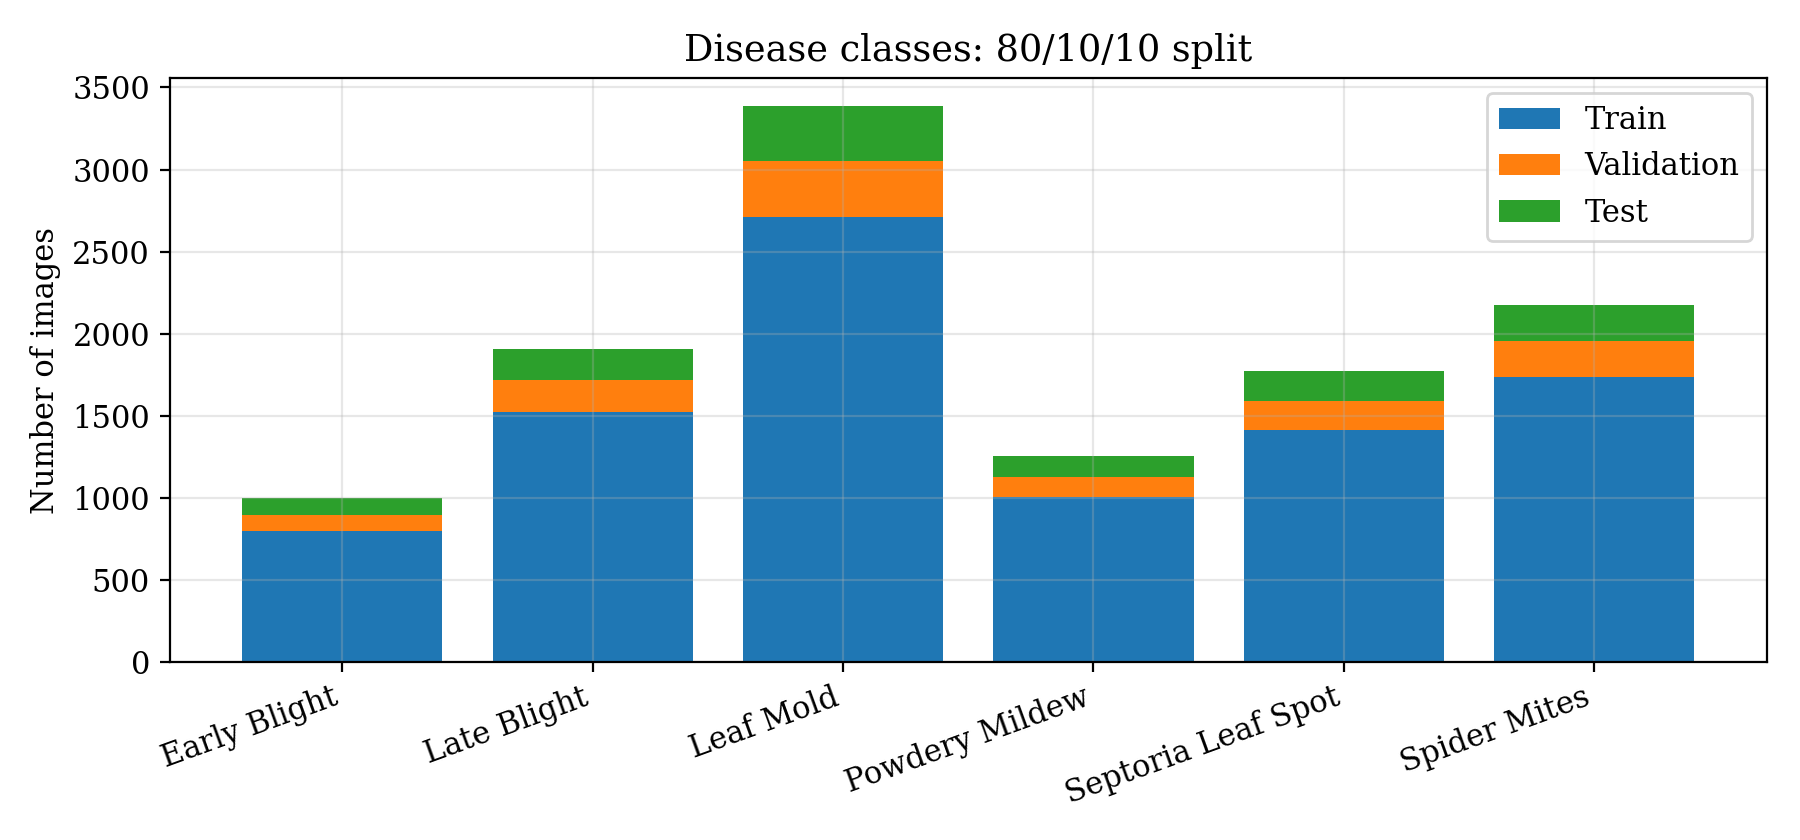 Disease classes: 80/10/10 split
Number of images
3500
3000
2500
2000
1500
1000
500
0
Train
Validation
Test
Early Blight
Late Blight
Leaf Mold
Powdery Mildew
Septoria Leaf Spot
Spider Mites